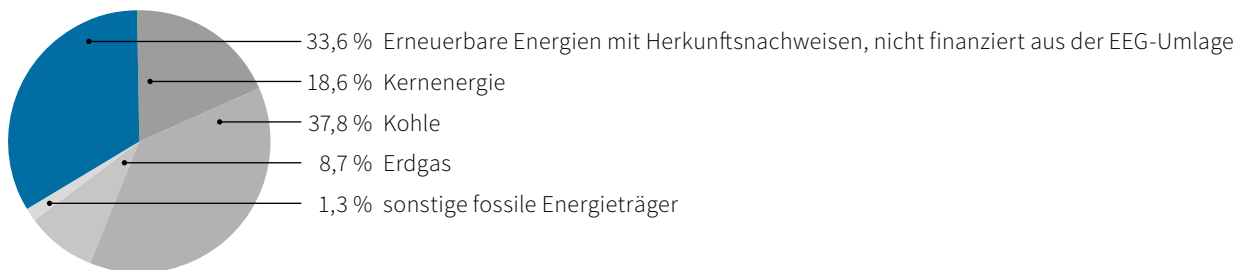 33,6 % Erneuerbare Energien mit Herkunftsnachweisen, nicht finanziert aus der EEG-Umlage
18,6 % Kernenergie
37,8 % Kohle
8,7 % Erdgas
1,3 % sonstige fossile Energieträger